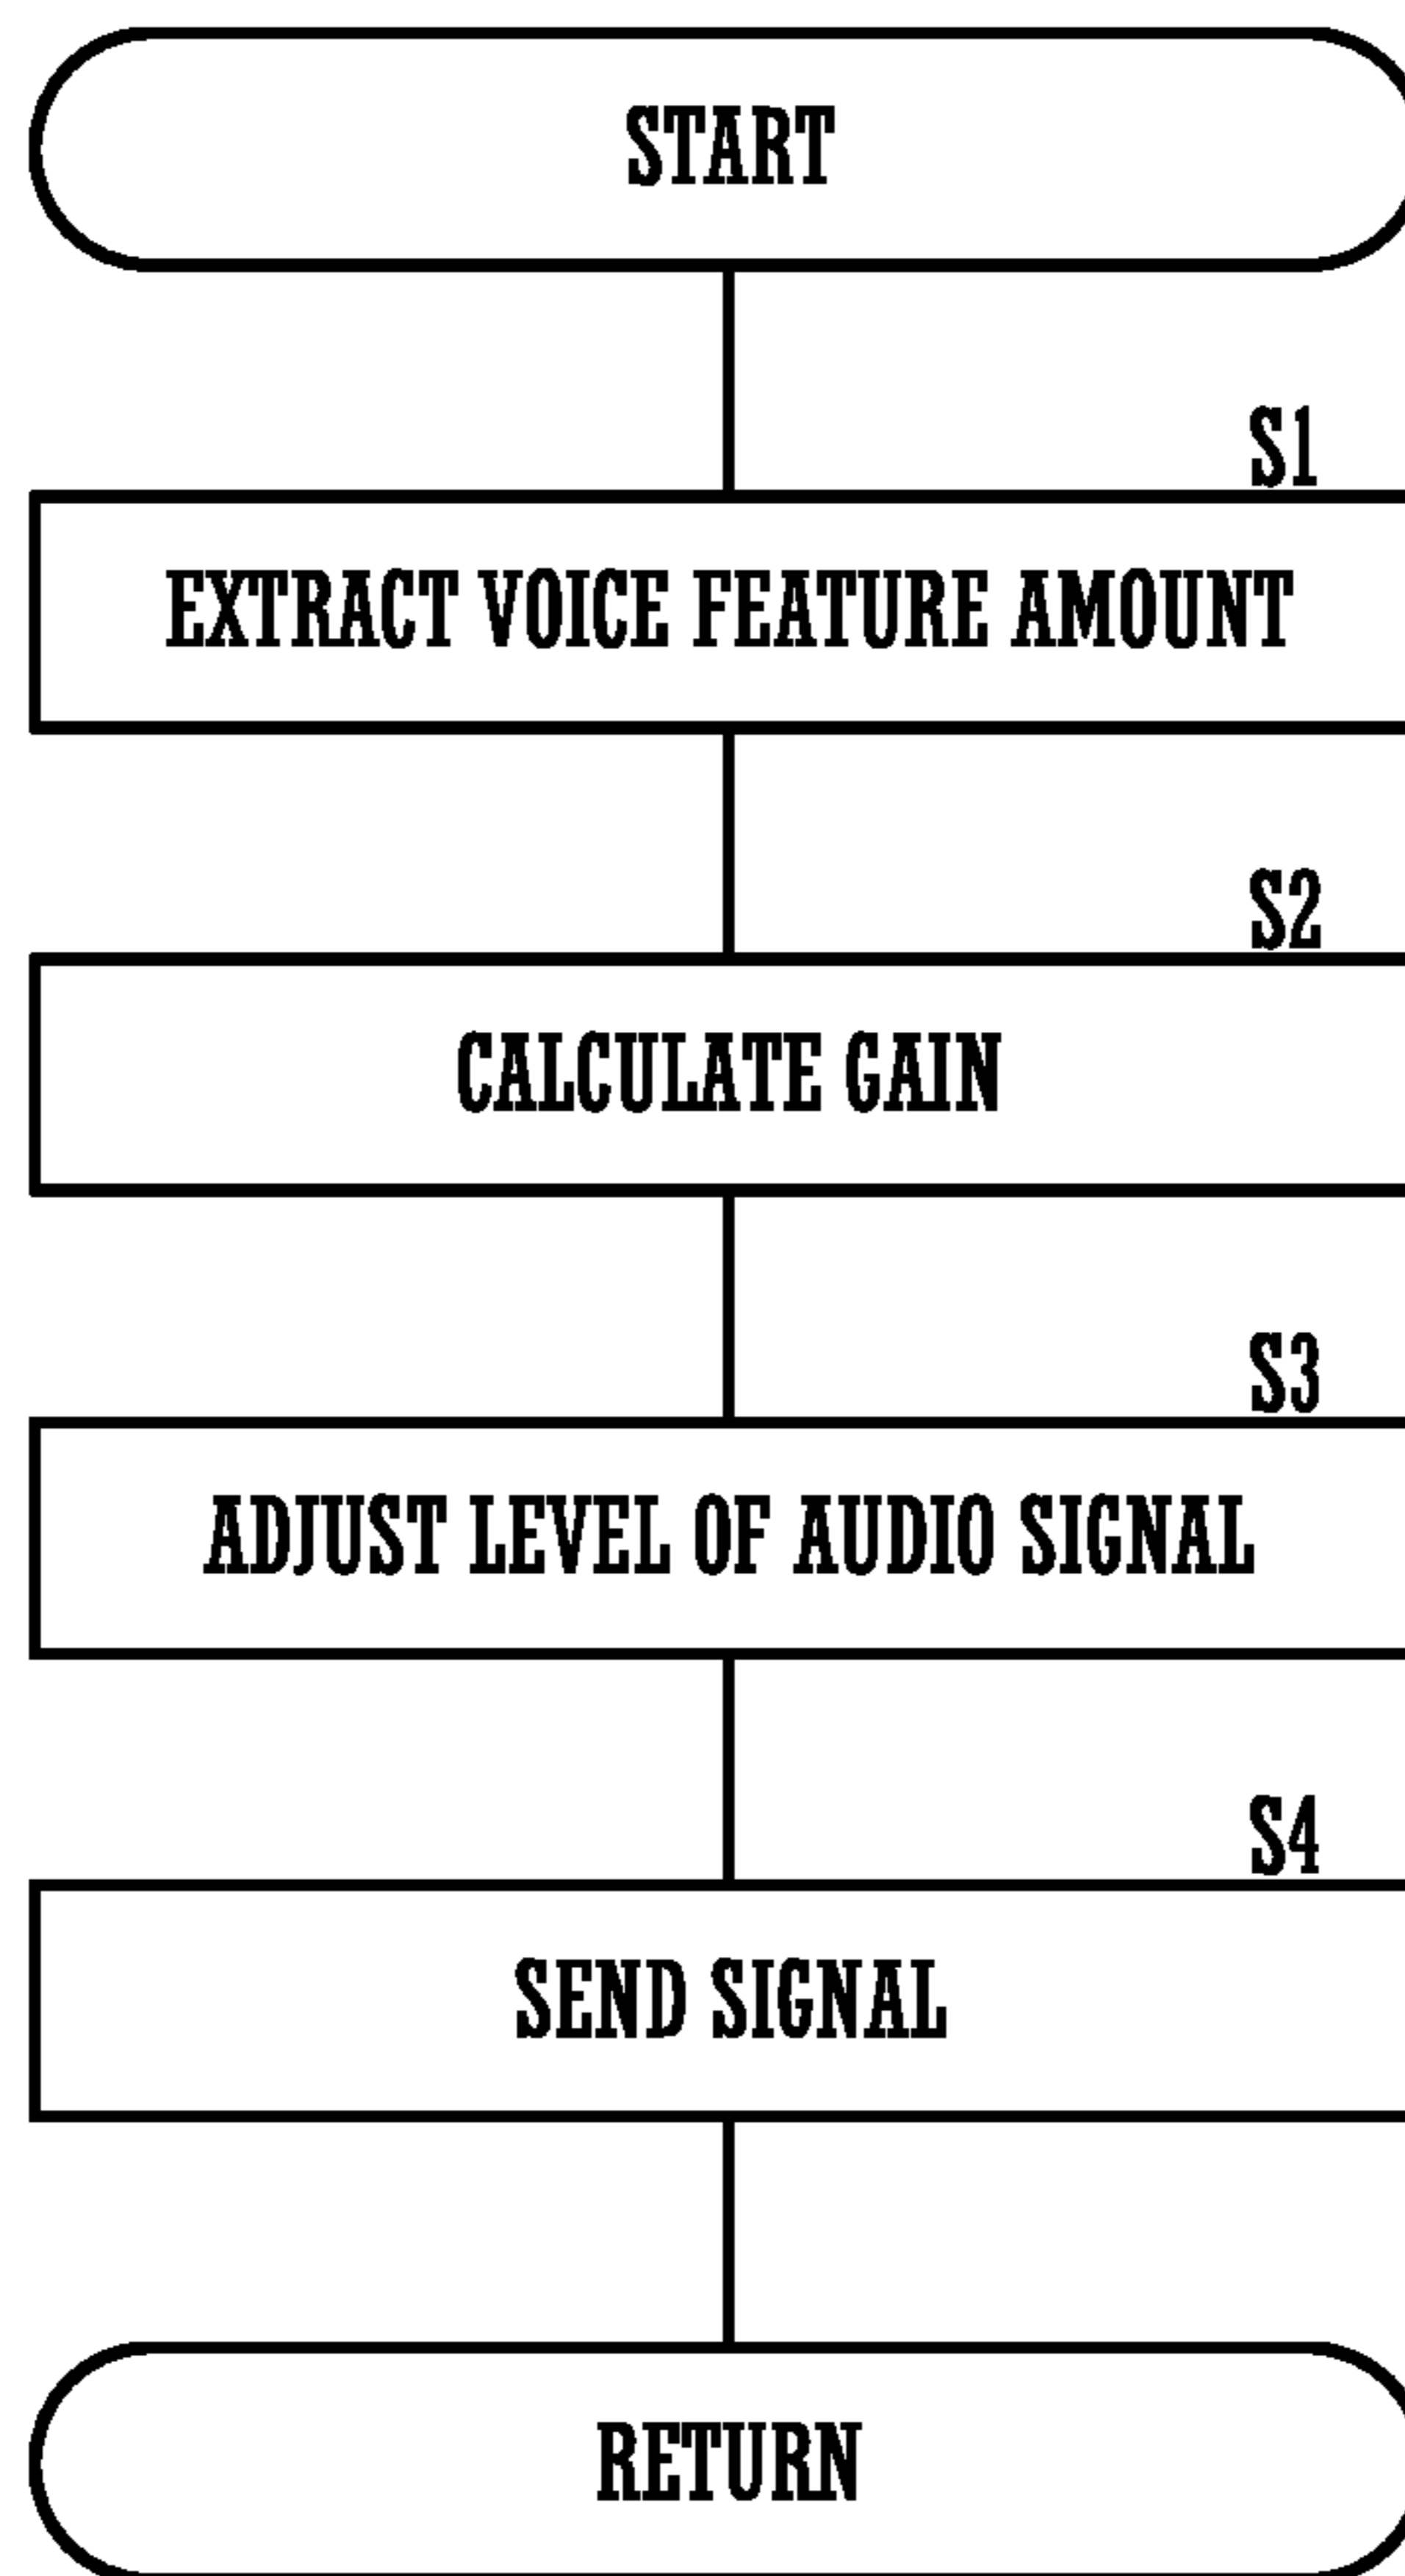 START
S1
EXTRACT VOICE FEATURE AMOUNT
S2
CALCULATE GAIN
S3
ADJUST LEVEL OF AUDIO SIGNAL
S4
SEND SIGNAL
RETURN